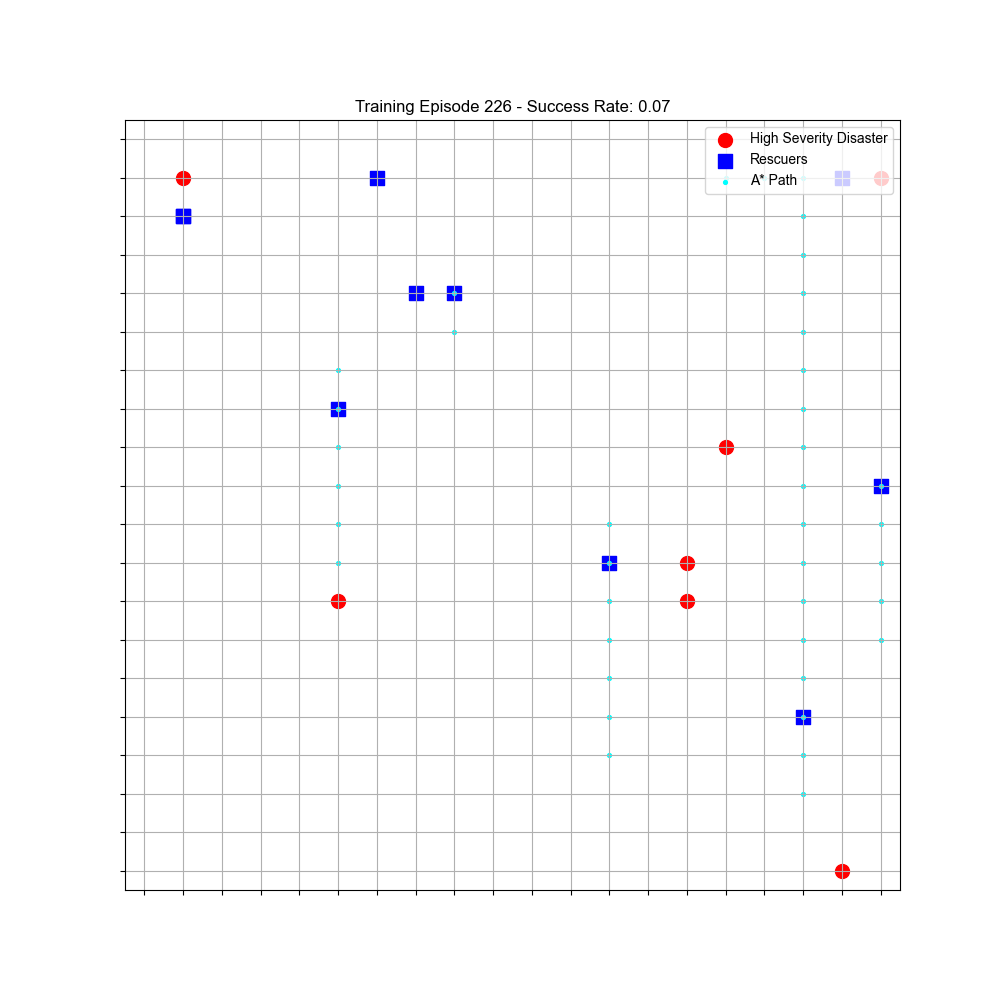 Training Episode 226 - Success Rate: 0.07
High Severity Disaster
Rescuers
A* Path